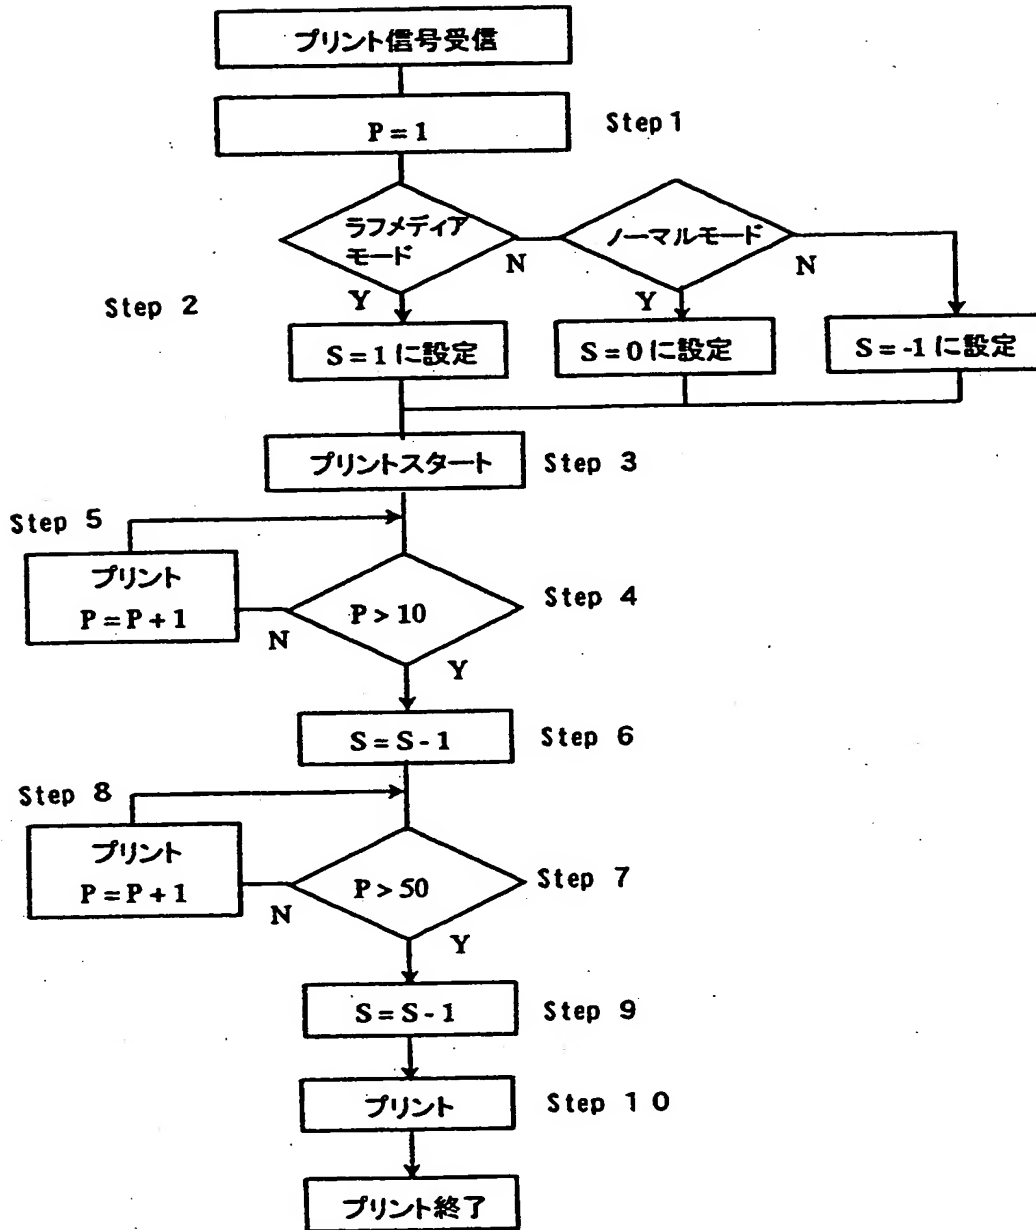 プリント信号受信
P = 1
Step 1
ラフメディア
モード
N
ノーマルモード
N
Step 2
Y
Y
S = 1 に設定
S = 0 に設定
S = -1 に設定
プリントスタート
Step 3
Step 5
プリント
P = P + 1
N
P > 10
Step 4
Y
S = S - 1
Step 6
Step 8
プリント
P = P + 1
N
P > 50
Step 7
Y
S = S - 1
Step 9
プリント
Step 10
プリント終了